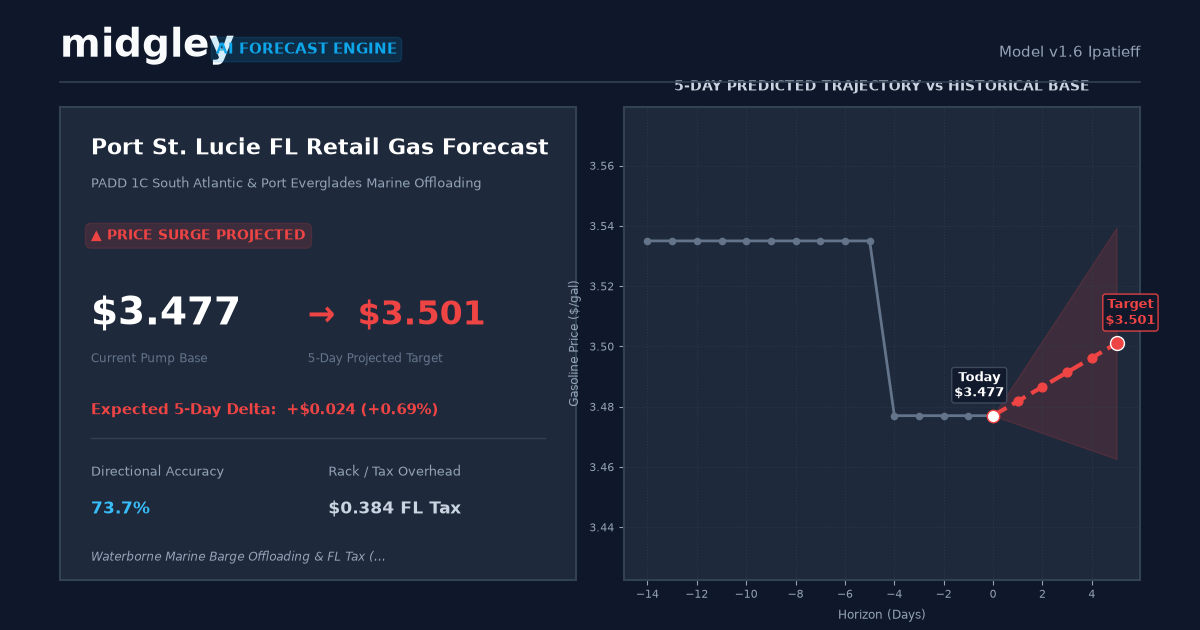 midgley
AI FORECAST ENGINE
Model v1.6 Ipatieff
Port St. Lucie FL Retail Gas Forecast
PADD 1C South Atlantic & Port Everglades Marine Offloading
▲ PRICE SURGE PROJECTED
$3.477
→ $3.501
Current Pump Base
5-Day Projected Target
Expected 5-Day Delta: +$0.024 (+0.69%)
Directional Accuracy
Rack / Tax Overhead
73.7%
$0.384 FL Tax
Waterborne Marine Barge Offloading & FL Tax (...
5-DAY PREDICTED TRAJECTORY vs HISTORICAL BASE
Gasoline Price ($/gal)
3.56
3.54
3.52
3.50
3.48
3.46
3.44
Target
$3.501
Today
$3.477
−14 −12 −10 −8 −6 −4 −2 0 2 4
Horizon (Days)